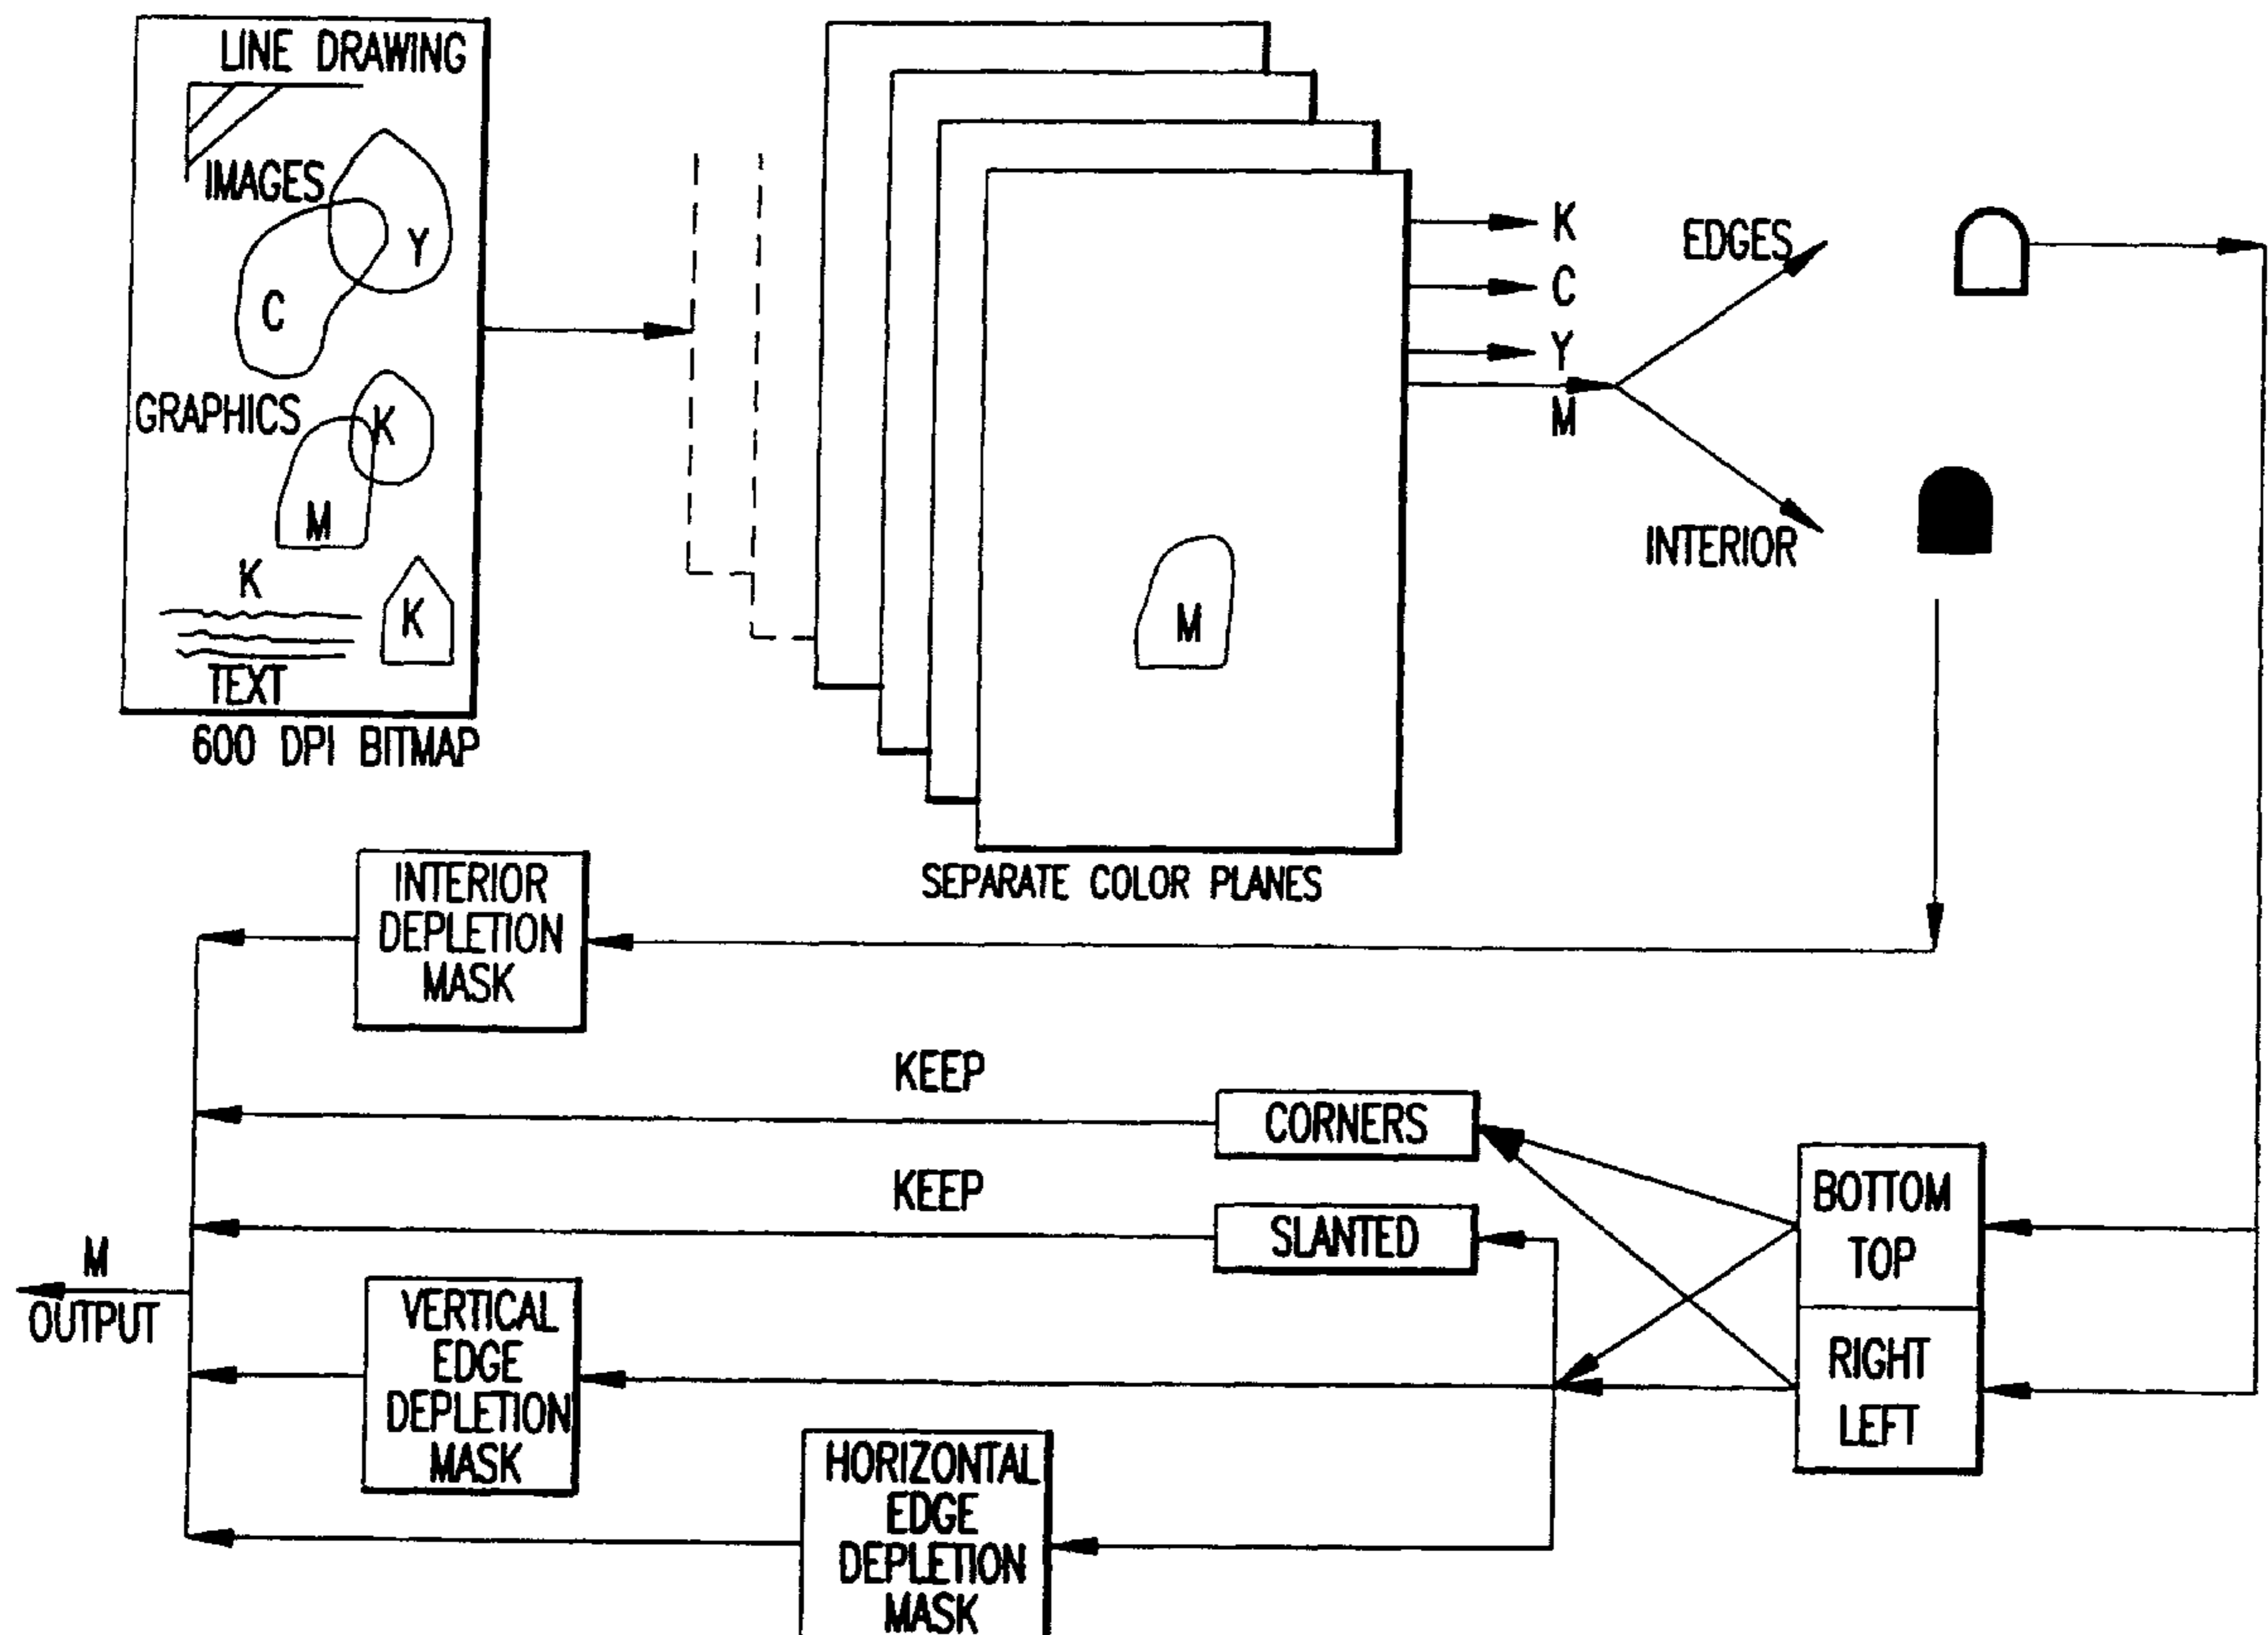 LINE DRAWING
IMAGES
Y
C
GRAPHICS
K
M
K
K
TEXT
600 DPI BITMAP
M
SEPARATE COLOR PLANES
K
C
Y
M
EDGES
INTERIOR
INTERIOR
DEPLETION
MASK
KEEP
CORNERS
KEEP
SLANTED
BOTTOM
TOP
RIGHT
LEFT
M
OUTPUT
VERTICAL
EDGE
DEPLETION
MASK
HORIZONTAL
EDGE
DEPLETION
MASK